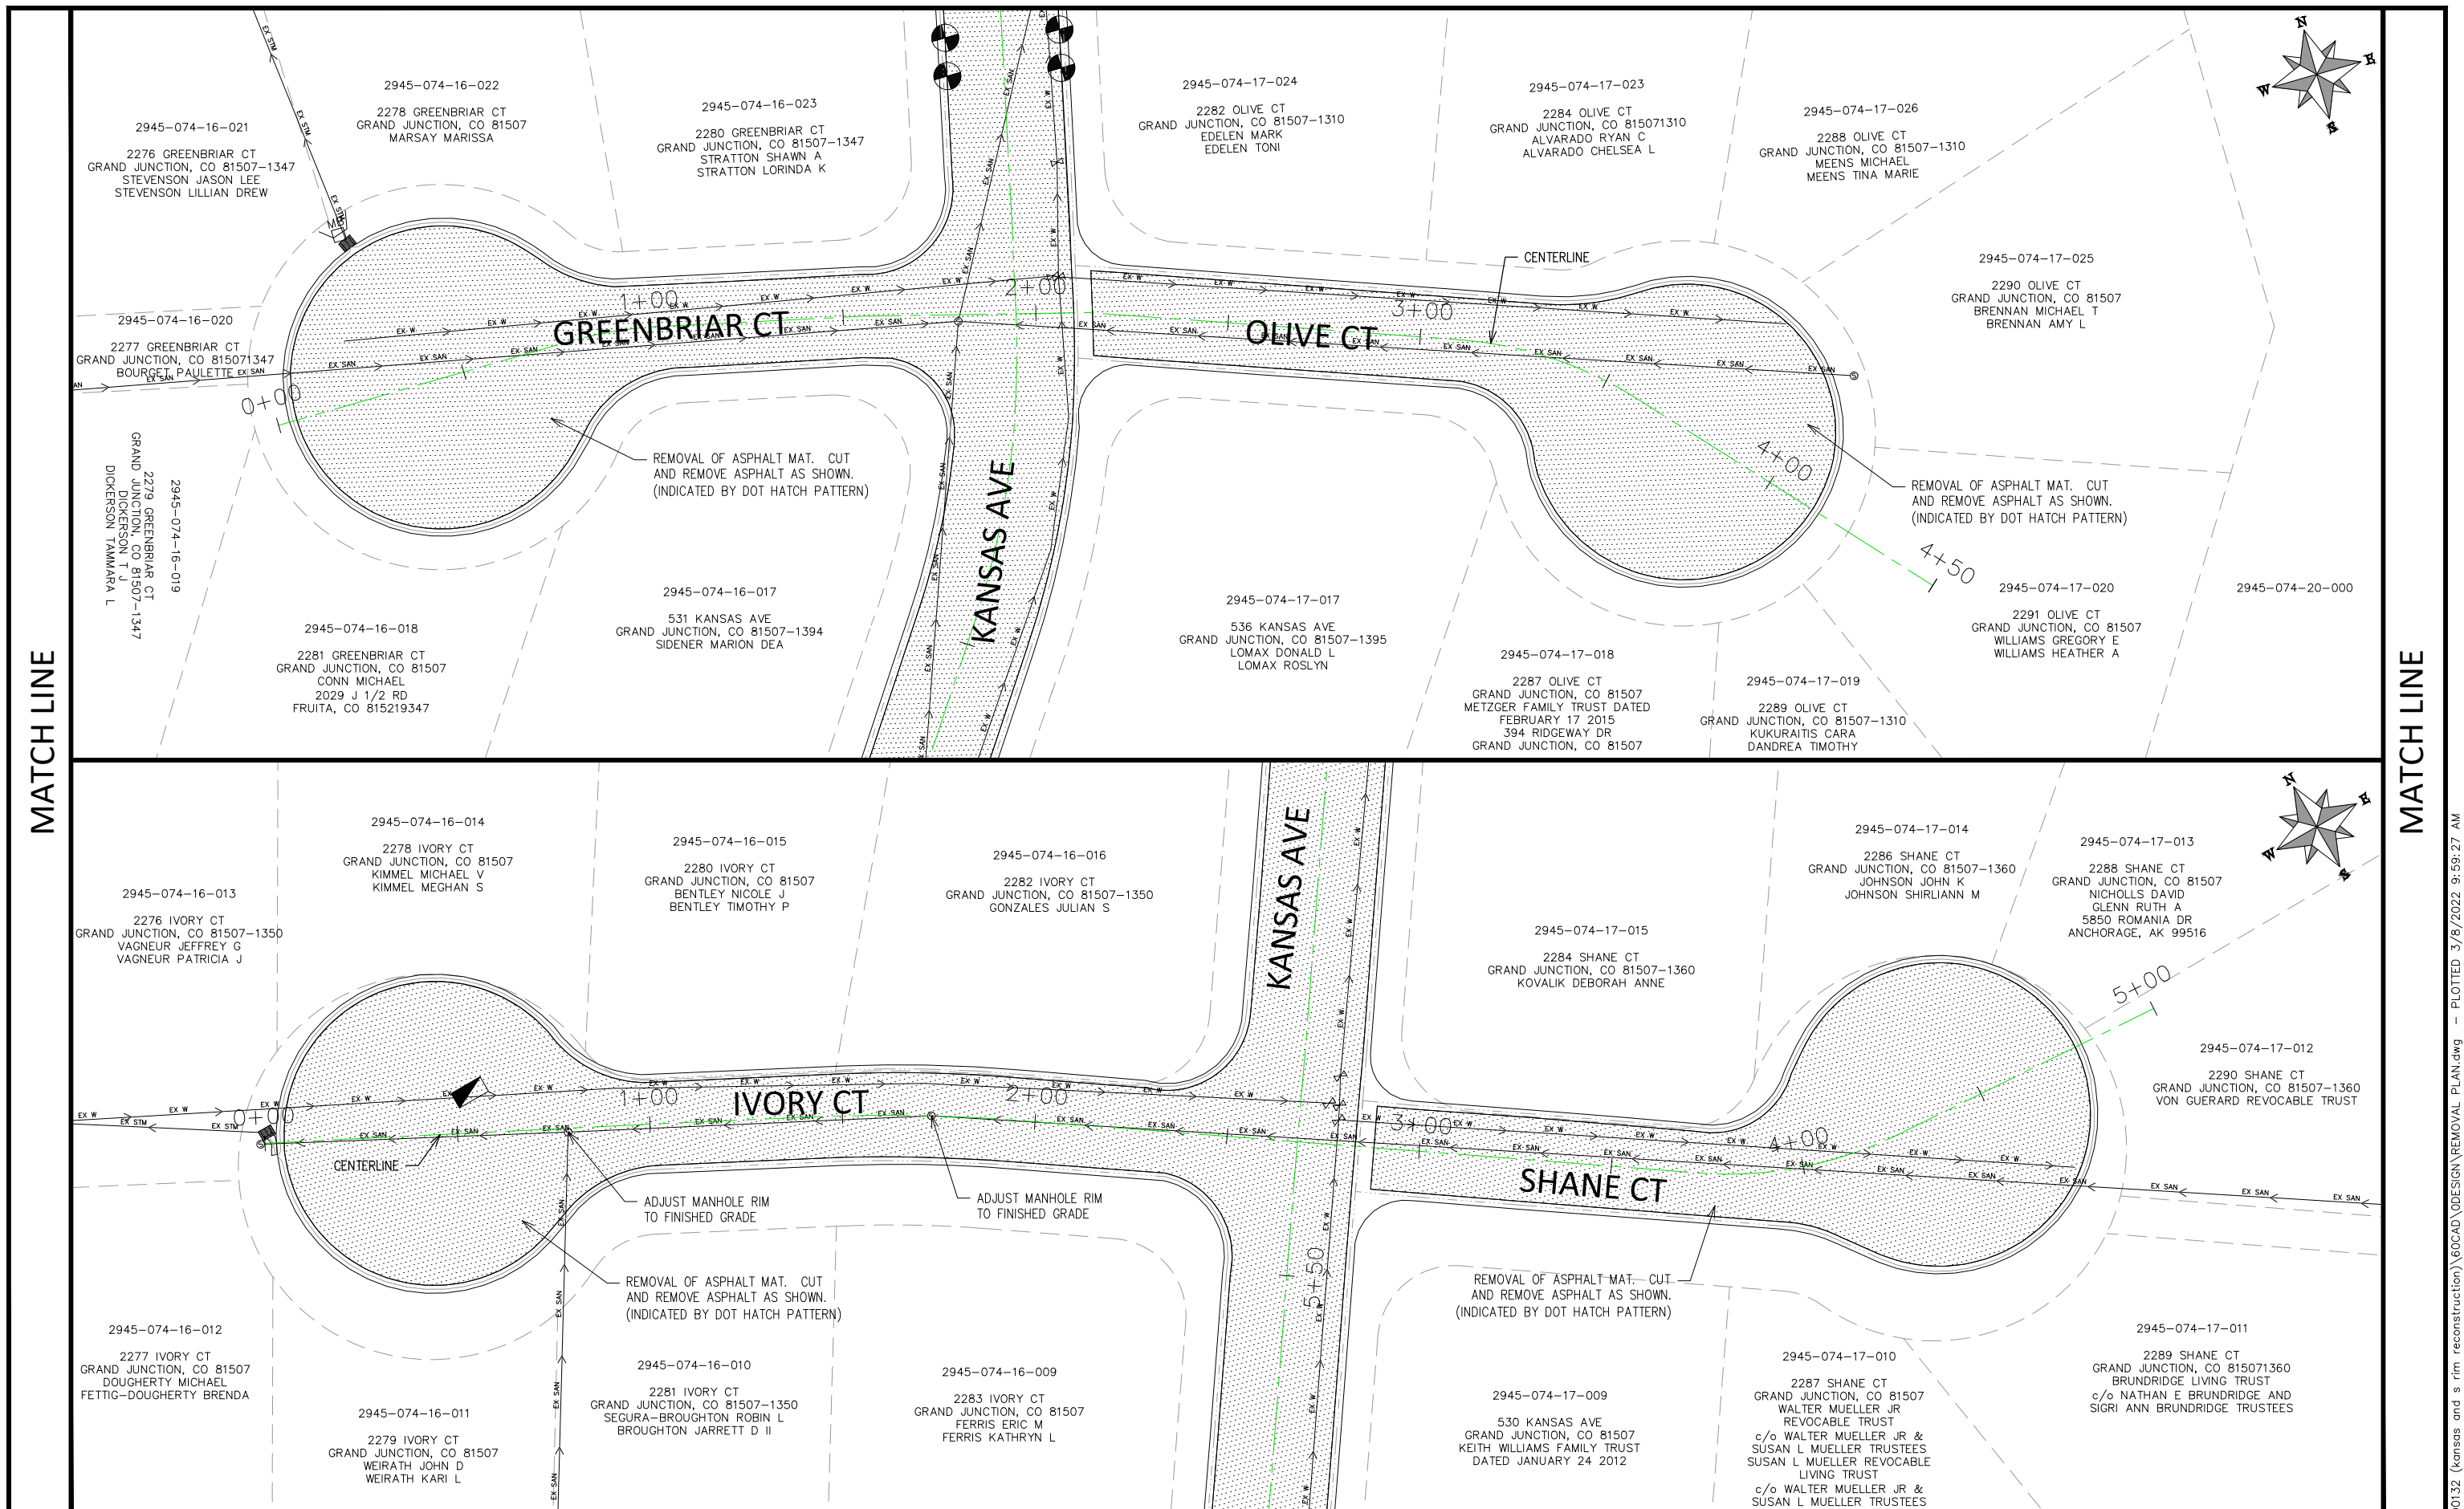 MATCH LINE
MATCH LINE
N
E
W
S
2945-074-16-021
2276 GREENBRIAR CT
GRAND JUNCTION, CO 81507-1347
STEVENSON JASON LEE
STEVENSON LILLIAN DREW
2945-074-16-022
2278 GREENBRIAR CT
GRAND JUNCTION, CO 81507
MARSAY MARISSA
2945-074-16-023
2280 GREENBRIAR CT
GRAND JUNCTION, CO 81507-1347
STRATTON SHAWN A
STRATTON LORINDA K
2945-074-17-024
2282 OLIVE CT
GRAND JUNCTION, CO 81507-1310
EDELEN MARK
EDELEN TONI
2945-074-17-023
2284 OLIVE CT
GRAND JUNCTION, CO 815071310
ALVARADO RYAN C
ALVARADO CHELSEA L
2945-074-17-026
2288 OLIVE CT
GRAND JUNCTION, CO 81507-1310
MEENS MICHAEL
MEENS TINA MARIE
2945-074-17-025
2290 OLIVE CT
GRAND JUNCTION, CO 81507
BRENNAN MICHAEL T
BRENNAN AMY L
CENTERLINE
2945-074-16-020
2277 GREENBRIAR CT
GRAND JUNCTION, CO 815071347
BOURGET PAULETTE
EX STM
EX SAN
EX W
0+00
1+00
2+00
3+00
4+00
4+50
GREENBRIAR CT
OLIVE CT
KANSAS AVE
REMOVAL OF ASPHALT MAT. CUT
AND REMOVE ASPHALT AS SHOWN.
(INDICATED BY DOT HATCH PATTERN)
REMOVAL OF ASPHALT MAT. CUT
AND REMOVE ASPHALT AS SHOWN.
(INDICATED BY DOT HATCH PATTERN)
2945-074-16-019
2279 GREENBRIAR CT
GRAND JUNCTION, CO 81507-1347
DICKERSON T J
DICKERSON TAMMARA L
2945-074-16-018
2281 GREENBRIAR CT
GRAND JUNCTION, CO 81507
CONN MICHAEL
2029 J 1/2 RD
FRUITA, CO 815219347
2945-074-16-017
531 KANSAS AVE
GRAND JUNCTION, CO 81507-1394
SIDENER MARION DEA
2945-074-17-017
536 KANSAS AVE
GRAND JUNCTION, CO 81507-1395
LOMAX DONALD L
LOMAX ROSLYN
2945-074-17-018
2287 OLIVE CT
GRAND JUNCTION, CO 81507
METZGER FAMILY TRUST DATED
FEBRUARY 17 2015
394 RIDGEWAY DR
GRAND JUNCTION, CO 81507
2945-074-17-019
2289 OLIVE CT
GRAND JUNCTION, CO 81507-1310
KUKURAITIS CARA
DANDREA TIMOTHY
2945-074-17-020
2291 OLIVE CT
GRAND JUNCTION, CO 81507
WILLIAMS GREGORY E
WILLIAMS HEATHER A
2945-074-20-000
N
E
W
S
2945-074-16-013
2276 IVORY CT
GRAND JUNCTION, CO 81507-1350
VAGNEUR JEFFREY G
VAGNEUR PATRICIA J
2945-074-16-014
2278 IVORY CT
GRAND JUNCTION, CO 81507
KIMMEL MICHAEL V
KIMMEL MEGHAN S
2945-074-16-015
2280 IVORY CT
GRAND JUNCTION, CO 81507
BENTLEY NICOLE J
BENTLEY TIMOTHY P
2945-074-16-016
2282 IVORY CT
GRAND JUNCTION, CO 81507-1350
GONZALES JULIAN S
KANSAS AVE
2945-074-17-015
2284 SHANE CT
GRAND JUNCTION, CO 81507-1360
KOVALIK DEBORAH ANNE
2945-074-17-014
2286 SHANE CT
GRAND JUNCTION, CO 81507-1360
JOHNSON JOHN K
JOHNSON SHIRLIANN M
2945-074-17-013
2288 SHANE CT
GRAND JUNCTION, CO 81507
NICHOLLS DAVID
GLENN RUTH A
5850 ROMANIA DR
ANCHORAGE, AK 99516
2945-074-17-012
2290 SHANE CT
GRAND JUNCTION, CO 81507-1360
VON GUERARD REVOCABLE TRUST
EX W
EX STM
EX SAN
0+00
1+00
2+00
3+00
4+00
5+00
5+50
IVORY CT
SHANE CT
CENTERLINE
ADJUST MANHOLE RIM
TO FINISHED GRADE
ADJUST MANHOLE RIM
TO FINISHED GRADE
REMOVAL OF ASPHALT MAT. CUT
AND REMOVE ASPHALT AS SHOWN.
(INDICATED BY DOT HATCH PATTERN)
REMOVAL OF ASPHALT MAT. CUT
AND REMOVE ASPHALT AS SHOWN.
(INDICATED BY DOT HATCH PATTERN)
2945-074-16-012
2277 IVORY CT
GRAND JUNCTION, CO 81507
DOUGHERTY MICHAEL
FETTIG-DOUGHERTY BRENDA
2945-074-16-011
2279 IVORY CT
GRAND JUNCTION, CO 81507
WEIRATH JOHN D
WEIRATH KARI L
2945-074-16-010
2281 IVORY CT
GRAND JUNCTION, CO 81507-1350
SEGURA-BROUGHTON ROBIN L
BROUGHTON JARRETT D II
2945-074-16-009
2283 IVORY CT
GRAND JUNCTION, CO 81507
FERRIS ERIC M
FERRIS KATHRYN L
2945-074-17-009
530 KANSAS AVE
GRAND JUNCTION, CO 81507
KEITH WILLIAMS FAMILY TRUST
DATED JANUARY 24 2012
2945-074-17-010
2287 SHANE CT
GRAND JUNCTION, CO 81507
WALTER MUELLER JR
REVOCABLE TRUST
c/o WALTER MUELLER JR &
SUSAN L MUELLER TRUSTEES
SUSAN L MUELLER REVOCABLE
LIVING TRUST
c/o WALTER MUELLER JR &
SUSAN L MUELLER TRUSTEES
2945-074-17-011
2289 SHANE CT
GRAND JUNCTION, CO 815071360
BRUNDRIDGE LIVING TRUST
c/o NATHAN E BRUNDRIDGE AND
SIGRI ANN BRUNDRIDGE TRUSTEES
0132 (kansas and s rim reconstruction)\60CAD\0DESIGN\REMOVAL PLAN.dwg - PLOTTED 3/8/2022 9:59:27 AM